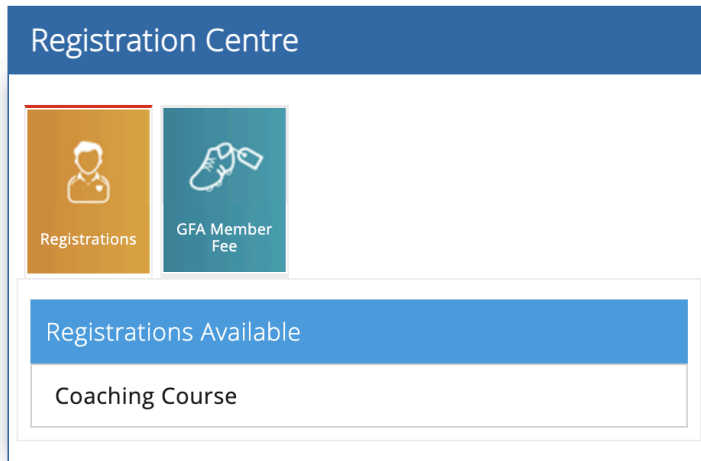 Registration Centre
Registrations
GFA Member
Fee
Registrations Available
Coaching Course